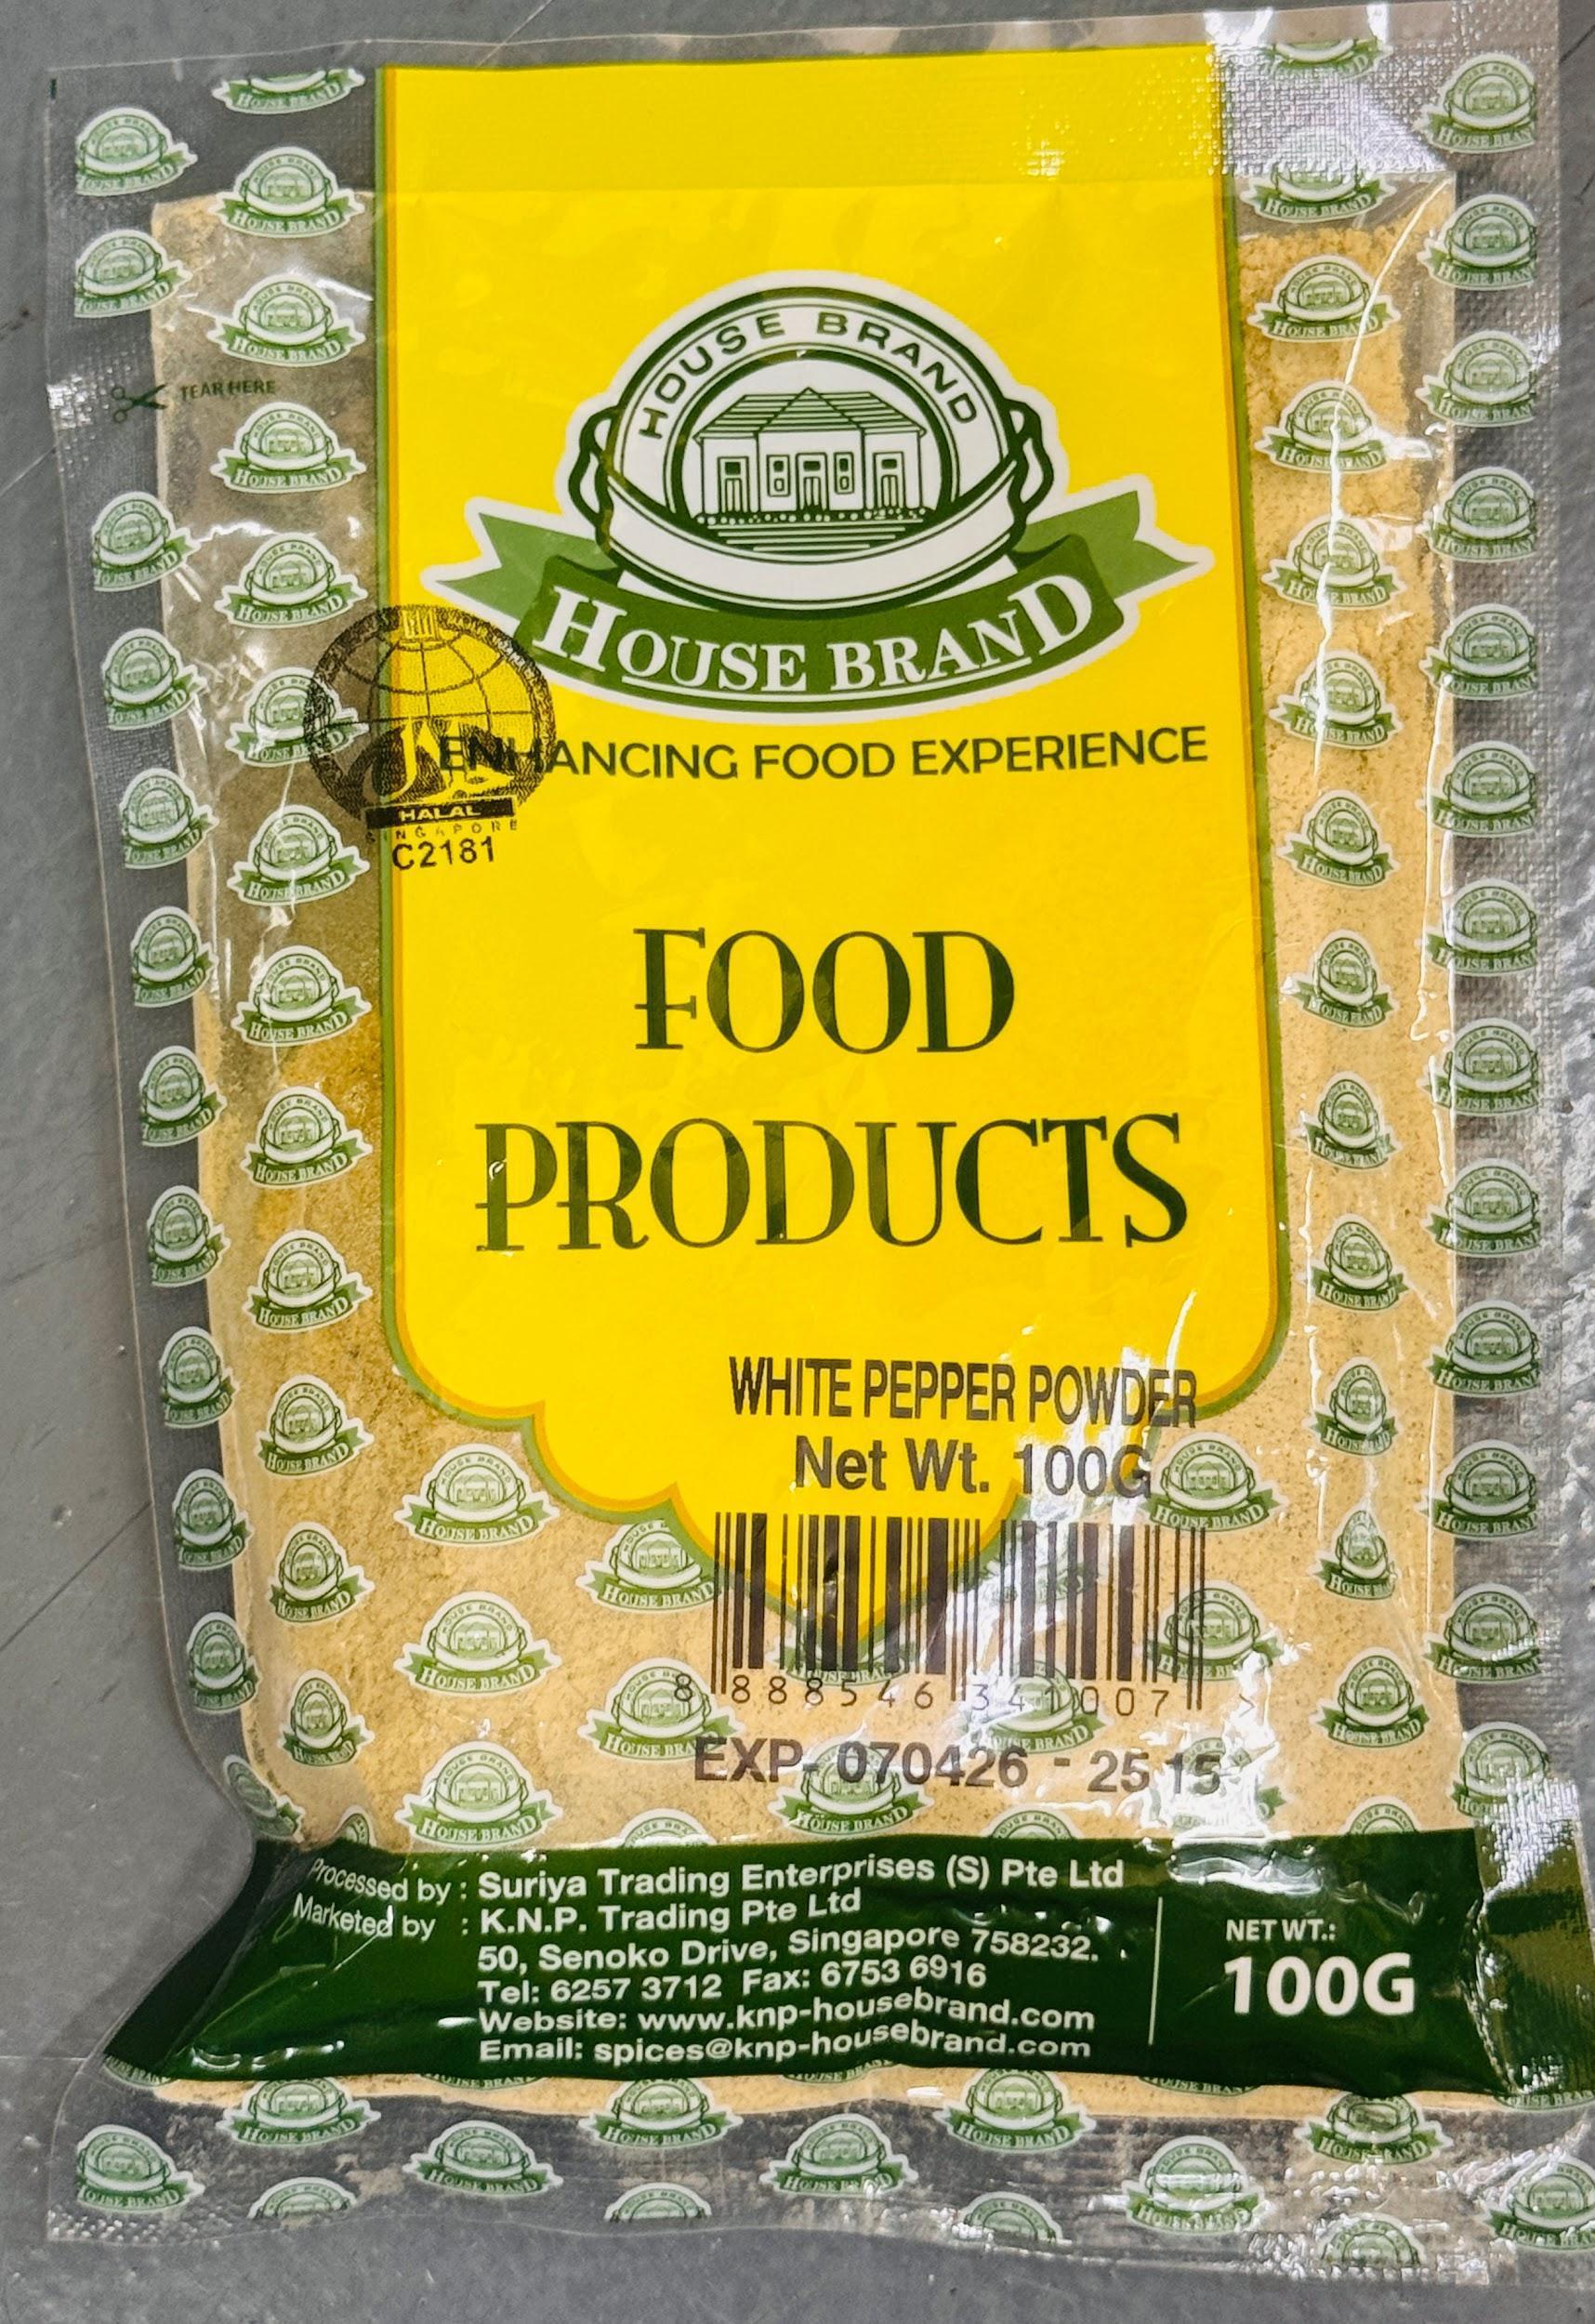 HOUSE BRAND
HOUSE BRAND
TEAR HERE
ENHANCING FOOD EXPERIENCE
HALAL
SINGAPORE
C2181
FOOD
PRODUCTS
WHITE PEPPER POWDER
Net Wt. 100G
8 888546 341007 >
EXP- 070426 - 25 15
Processed by : Suriya Trading Enterprises (S) Pte Ltd
Marketed by : K.N.P. Trading Pte Ltd
50, Senoko Drive, Singapore 758232.
Tel: 6257 3712 Fax: 6753 6916
Website: www.knp-housebrand.com
Email: spices@knp-housebrand.com
NET WT.:
100G